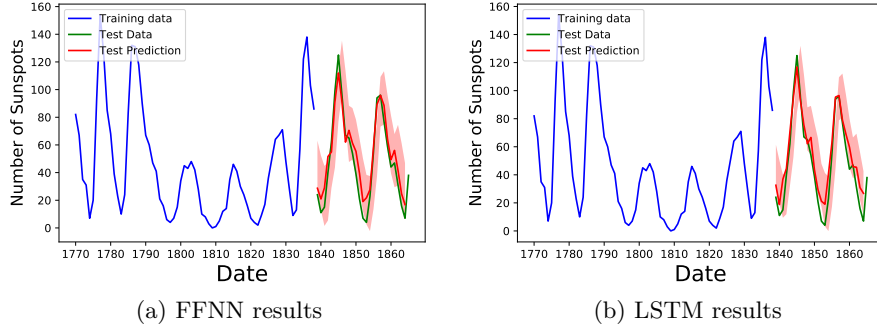 160
140
120
100
80
60
40
20
0
Number of Sunspots
Training data
Test Data
Test Prediction
1770 1780 1790 1800 1810 1820 1830 1840 1850 1860
Date
(a) FFNN results
160
140
120
100
80
60
40
20
0
Number of Sunspots
Training data
Test Data
Test Prediction
1770 1780 1790 1800 1810 1820 1830 1840 1850 1860
Date
(b) LSTM results